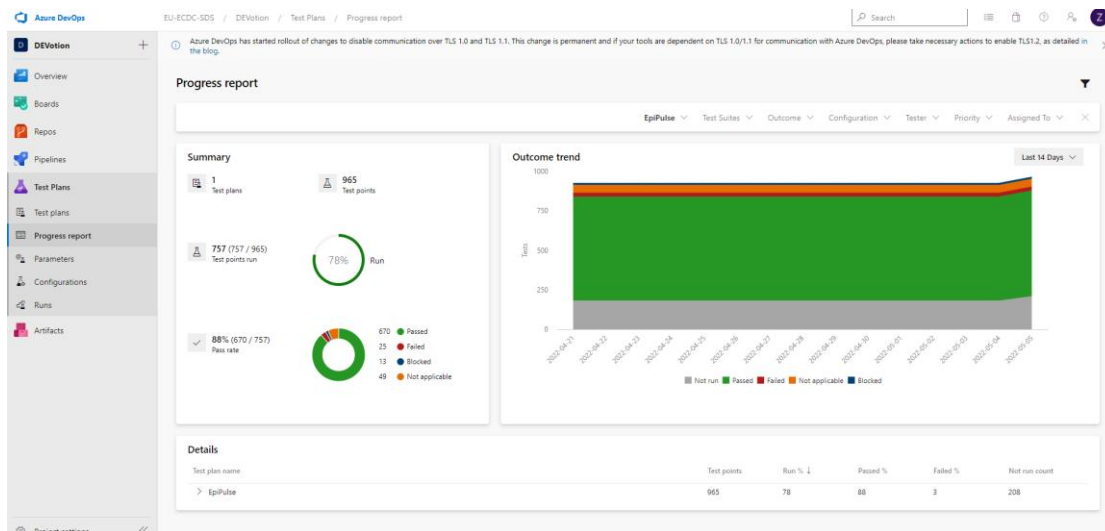 Azure DevOps
EU-ECDC-SDS / DEVotion / Test Plans / Progress report
Search
Z
D DEVotion
Azure DevOps has started rollout of changes to disable communication over TLS 1.0 and TLS 1.1. This change is permanent and if your tools are dependent on TLS 1.0/1.1 for communication with Azure DevOps, please take necessary actions to enable TLS1.2, as detailed in
the blog.
Overview
Boards
Repos
Pipelines
Test Plans
Test plans
Progress report
Parameters
Configurations
Runs
Artifacts
Project settings
Progress report
EpiPulse Test Suites Outcome Configuration Tester Priority Assigned To
Summary
1
Test plans
965
Test points
757 (757 / 965)
Test points run
78%
Run
88% (670 / 757)
Pass rate
670 Passed
25 Failed
13 Blocked
49 Not applicable
Outcome trend
Last 14 Days
Tests
1000
750
500
250
0
2022-04-21
2022-04-22
2022-04-23
2022-04-24
2022-04-25
2022-04-26
2022-04-27
2022-04-28
2022-04-29
2022-04-30
2022-05-01
2022-05-02
2022-05-03
2022-05-04
2022-05-05
Not run Passed Failed Not applicable Blocked
Details
Test plan name Test points Run % ↓ Passed % Failed % Not run count
EpiPulse 965 78 88 3 208